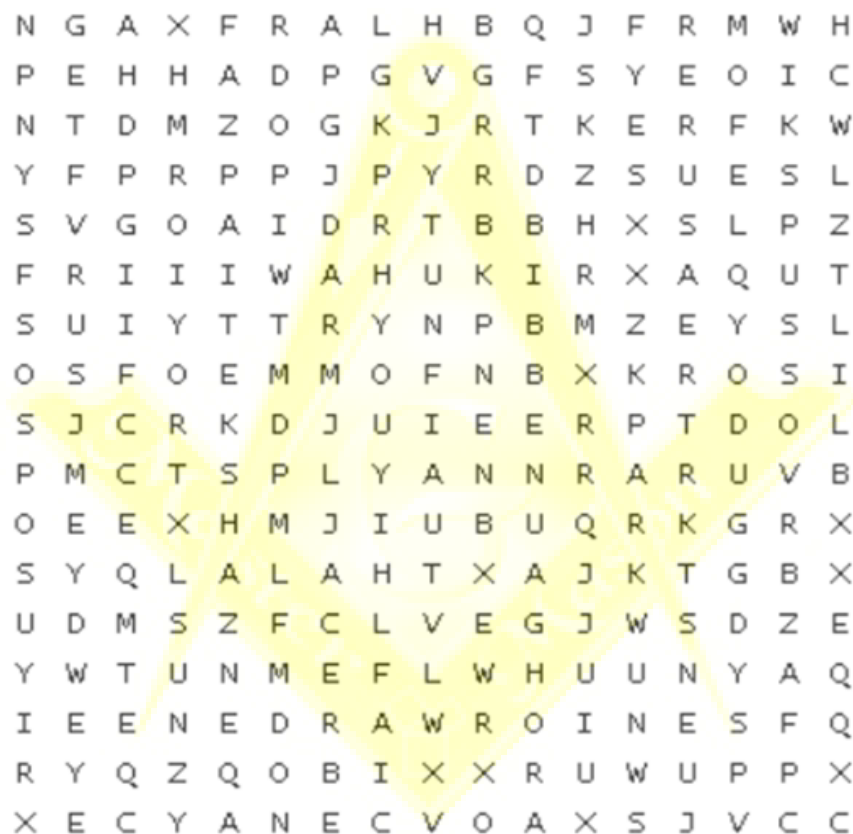 N G A X F R A L H B Q J F R M W H
P E H H A D P G V G F S Y E O I C
N T D M Z O G K J R T K E R F K W
Y F P R P P J P Y R D Z S U E S L
S V G O A I D R T B B H X S L P Z
F R I I I W A H U K I R X A Q U T
S U I Y T T R Y N P B M Z E Y S L
O S F O E M M O F N B X K R O S I
S J C R K D J U I E E R P T D O L
P M C T S P L Y A N N R A R U V B
O E E X H M J I U B U Q R K G R X
S Y Q L A L A H T X A J K T G B X
U D M S Z F C L V E G J W S D Z E
Y W T U N M E F L W H U U N Y A Q
I E E N E D R A W R O I N E S F Q
R Y Q Z Q O B I X X R U W U P P X
X E C Y A N E C V O A X S J V C C